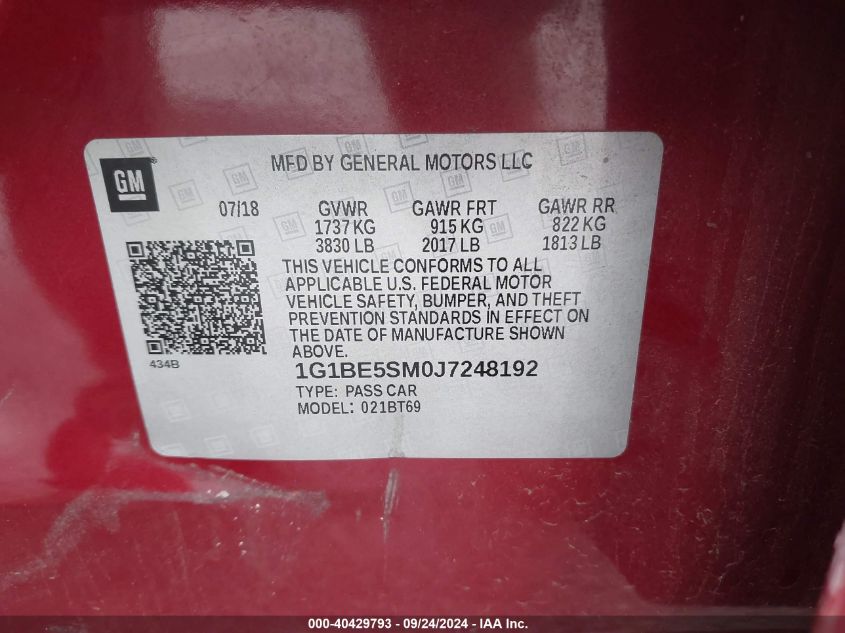 MFD BY GENERAL MOTORS LLC
GM
07/18 GVWR GAWR FRT GAWR RR
1737 KG 915 KG 822 KG
3830 LB 2017 LB 1813 LB
THIS VEHICLE CONFORMS TO ALL
APPLICABLE U.S. FEDERAL MOTOR
VEHICLE SAFETY, BUMPER, AND THEFT
PREVENTION STANDARDS IN EFFECT ON
THE DATE OF MANUFACTURE SHOWN
ABOVE.
434B
1G1BE5SM0J7248192
TYPE: PASS CAR
MODEL: 021BT69
000-40429793 - 09/24/2024 - IAA Inc.